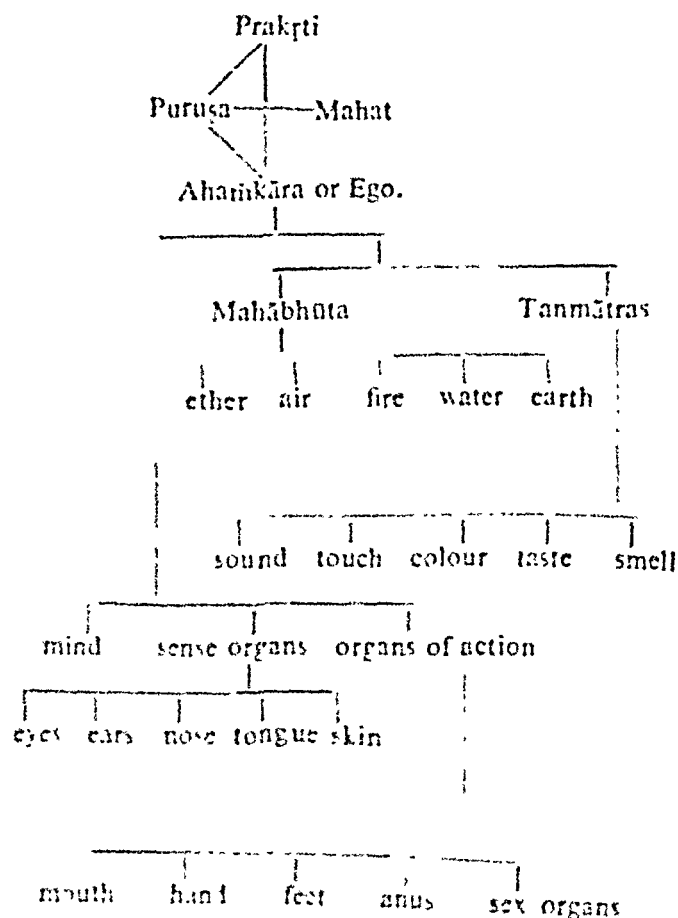 Prakṛti
Puruṣa Mahat
Ahaṁkāra or Ego.
Mahābhūta Tanmātras
ether air fire water earth
sound touch colour taste smell
mind sense organs organs of action
eyes ears nose tongue skin
mouth hand feet anus sex organs